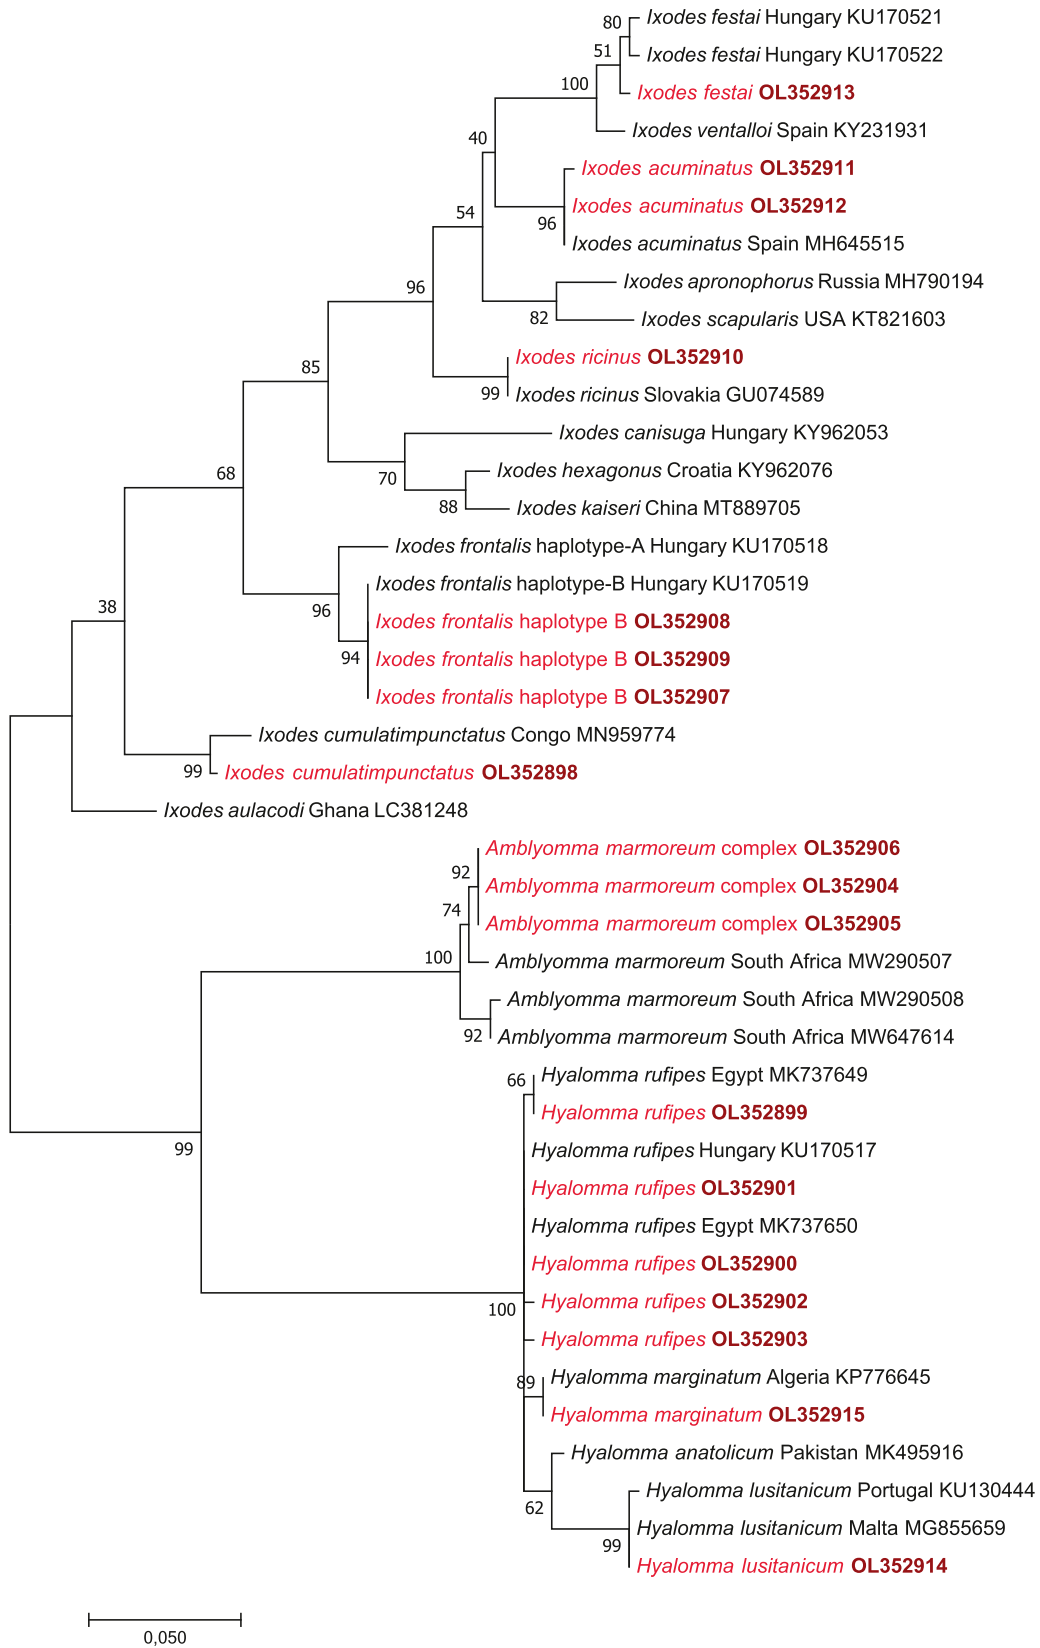 Ixodes festai Hungary KU170521
80
Ixodes festai Hungary KU170522
51
Ixodes festai OL352913
100
Ixodes ventalloi Spain KY231931
40
Ixodes acuminatus OL352911
Ixodes acuminatus OL352912
54
96
Ixodes acuminatus Spain MH645515
Ixodes apronophorus Russia MH790194
96
82
Ixodes scapularis USA KT821603
Ixodes ricinus OL352910
85
99
Ixodes ricinus Slovakia GU074589
Ixodes canisuga Hungary KY962053
68
70
Ixodes hexagonus Croatia KY962076
88
Ixodes kaiseri China MT889705
Ixodes frontalis haplotype-A Hungary KU170518
Ixodes frontalis haplotype-B Hungary KU170519
38
96
Ixodes frontalis haplotype B OL352908
94
Ixodes frontalis haplotype B OL352909
Ixodes frontalis haplotype B OL352907
Ixodes cumulatimpunctatus Congo MN959774
99
Ixodes cumulatimpunctatus OL352898
Ixodes aulacodi Ghana LC381248
Amblyomma marmoreum complex OL352906
92
Amblyomma marmoreum complex OL352904
74
Amblyomma marmoreum complex OL352905
100
Amblyomma marmoreum South Africa MW290507
Amblyomma marmoreum South Africa MW290508
92
Amblyomma marmoreum South Africa MW647614
66
Hyalomma rufipes Egypt MK737649
Hyalomma rufipes OL352899
99
Hyalomma rufipes Hungary KU170517
Hyalomma rufipes OL352901
Hyalomma rufipes Egypt MK737650
Hyalomma rufipes OL352900
100
Hyalomma rufipes OL352902
Hyalomma rufipes OL352903
89
Hyalomma marginatum Algeria KP776645
Hyalomma marginatum OL352915
Hyalomma anatolicum Pakistan MK495916
62
Hyalomma lusitanicum Portugal KU130444
Hyalomma lusitanicum Malta MG855659
99
Hyalomma lusitanicum OL352914
0,050